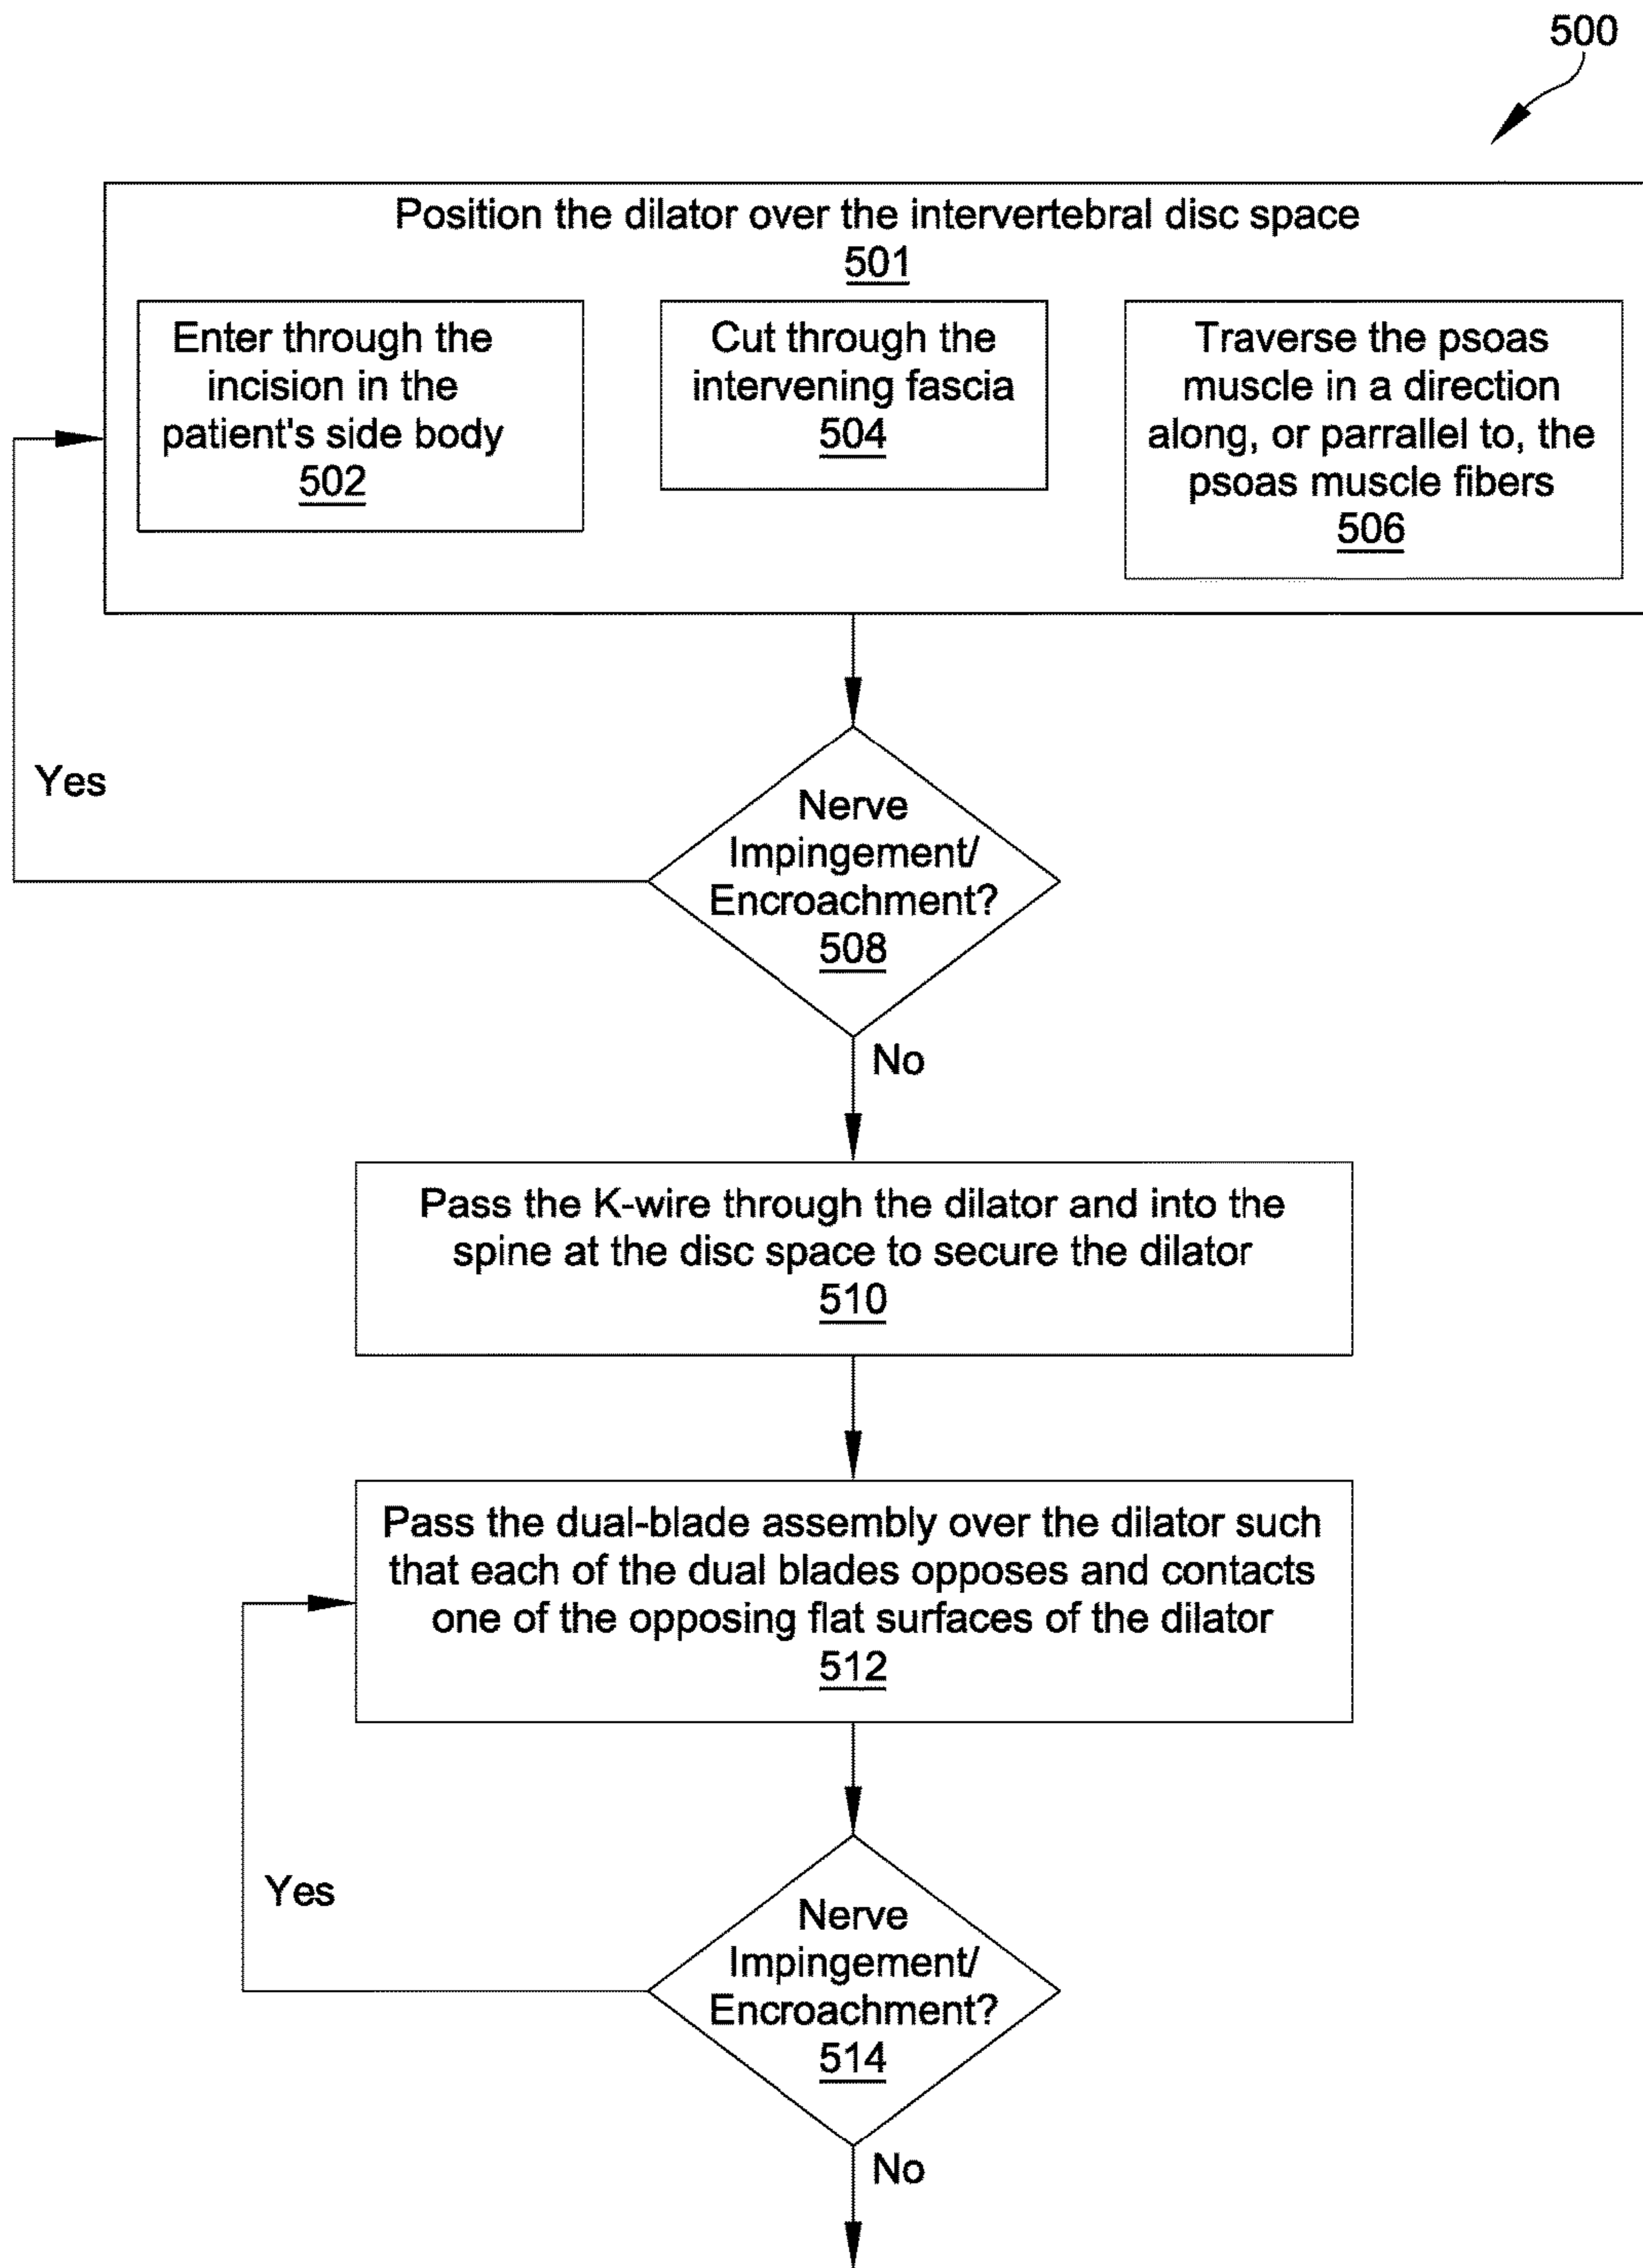 500
Position the dilator over the intervertebral disc space
501
Enter through the
incision in the
patient's side body
502
Cut through the
intervening fascia
504
Traverse the psoas
muscle in a direction
along, or parrallel to, the
psoas muscle fibers
506
Yes
Nerve
Impingement/
Encroachment?
508
No
Pass the K-wire through the dilator and into the
spine at the disc space to secure the dilator
510
Pass the dual-blade assembly over the dilator such
that each of the dual blades opposes and contacts
one of the opposing flat surfaces of the dilator
512
Yes
Nerve
Impingement/
Encroachment?
514
No